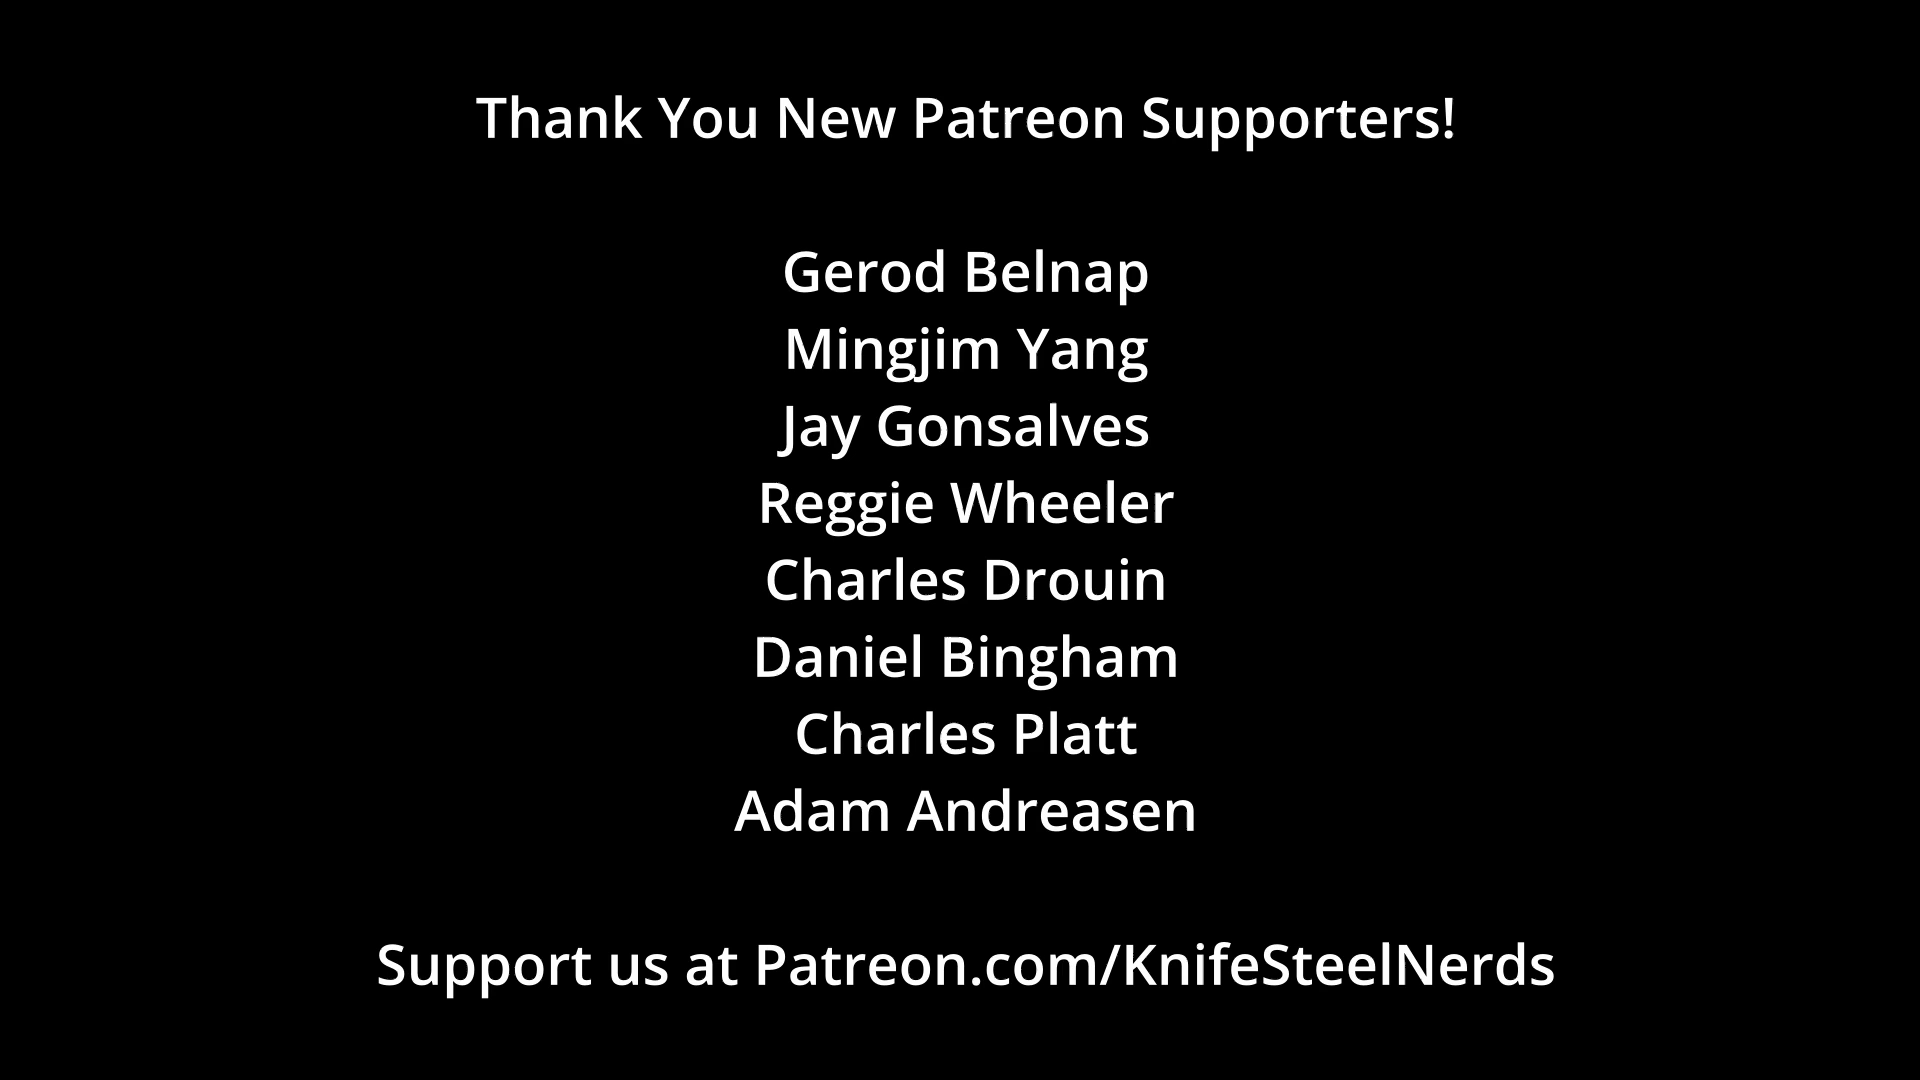 Thank You New Patreon Supporters!
Gerod Belnap
Mingjim Yang
Jay Gonsalves
Reggie Wheeler
Charles Drouin
Daniel Bingham
Charles Platt
Adam Andreasen
Support us at Patreon.com/KnifeSteelNerds